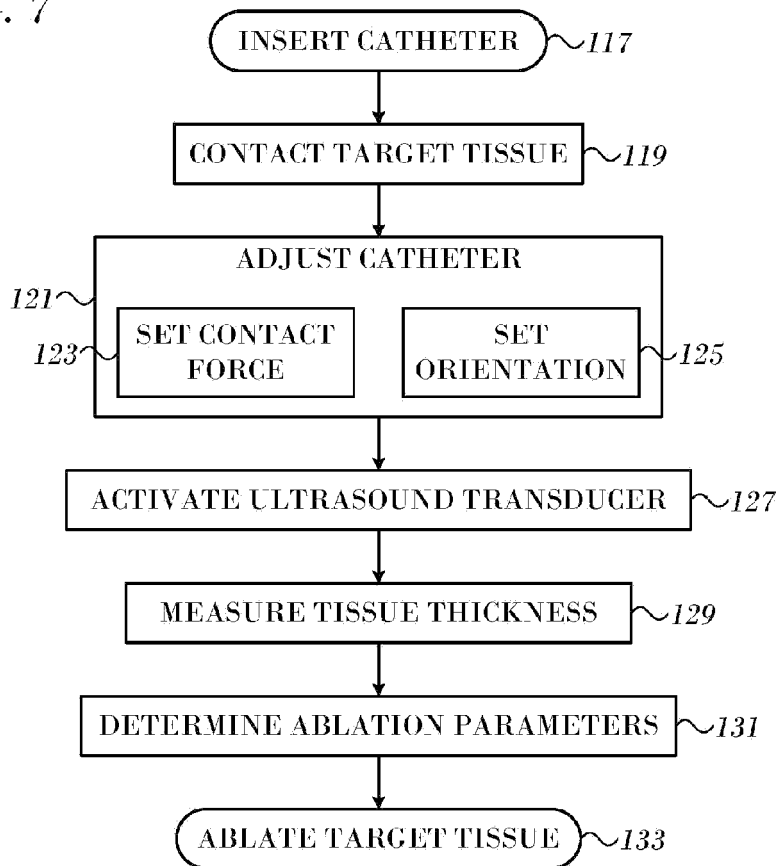 . 7
INSERT CATHETER 117
CONTACT TARGET TISSUE 119
ADJUST CATHETER
121
SET CONTACT
FORCE
123
SET
ORIENTATION
125
ACTIVATE ULTRASOUND TRANSDUCER 127
MEASURE TISSUE THICKNESS 129
DETERMINE ABLATION PARAMETERS 131
ABLATE TARGET TISSUE 133